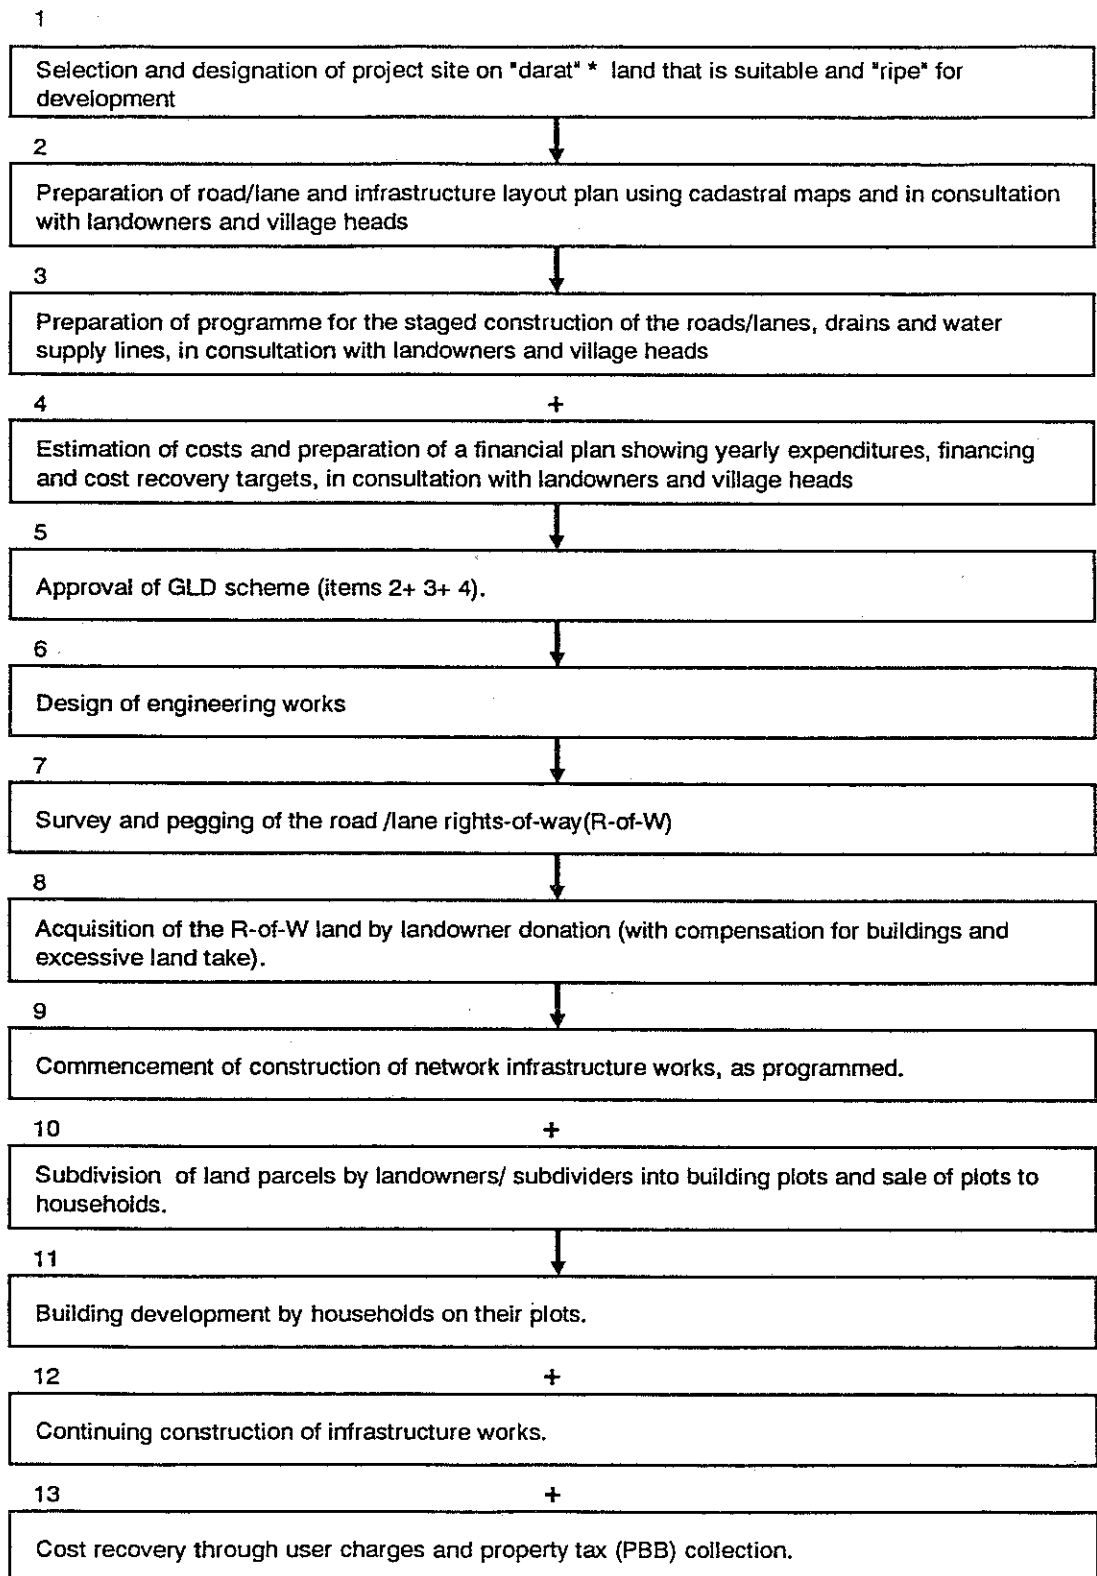 1
Selection and designation of project site on "darat" * land that is suitable and "ripe" for
development
2
Preparation of road/lane and infrastructure layout plan using cadastral maps and in consultation
with landowners and village heads
3
Preparation of programme for the staged construction of the roads/lanes, drains and water
supply lines, in consultation with landowners and village heads
4 +
Estimation of costs and preparation of a financial plan showing yearly expenditures, financing
and cost recovery targets, in consultation with landowners and village heads
5
Approval of GLD scheme (items 2+ 3+ 4).
6
Design of engineering works
7
Survey and pegging of the road /lane rights-of-way(R-of-W)
8
Acquisition of the R-of-W land by landowner donation (with compensation for buildings and
excessive land take).
9
Commencement of construction of network infrastructure works, as programmed.
10 +
Subdivision of land parcels by landowners/ subdividers into building plots and sale of plots to
households.
11
Building development by households on their plots.
12 +
Continuing construction of infrastructure works.
13 +
Cost recovery through user charges and property tax (PBB) collection.